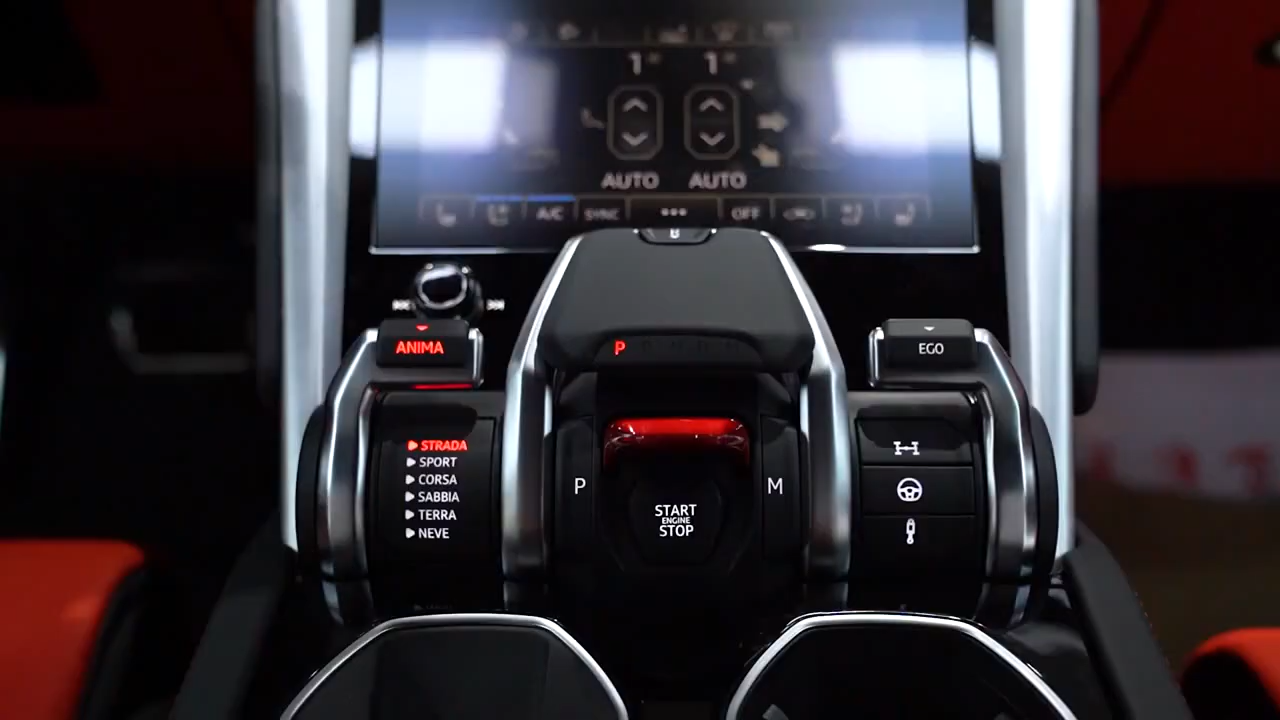 1 1
AUTO AUTO
A/C SYNC ••• OFF
ANIMA
P
EGO
STRADA
SPORT
CORSA
SABBIA
TERRA
NEVE
P
START
ENGINE
STOP
M